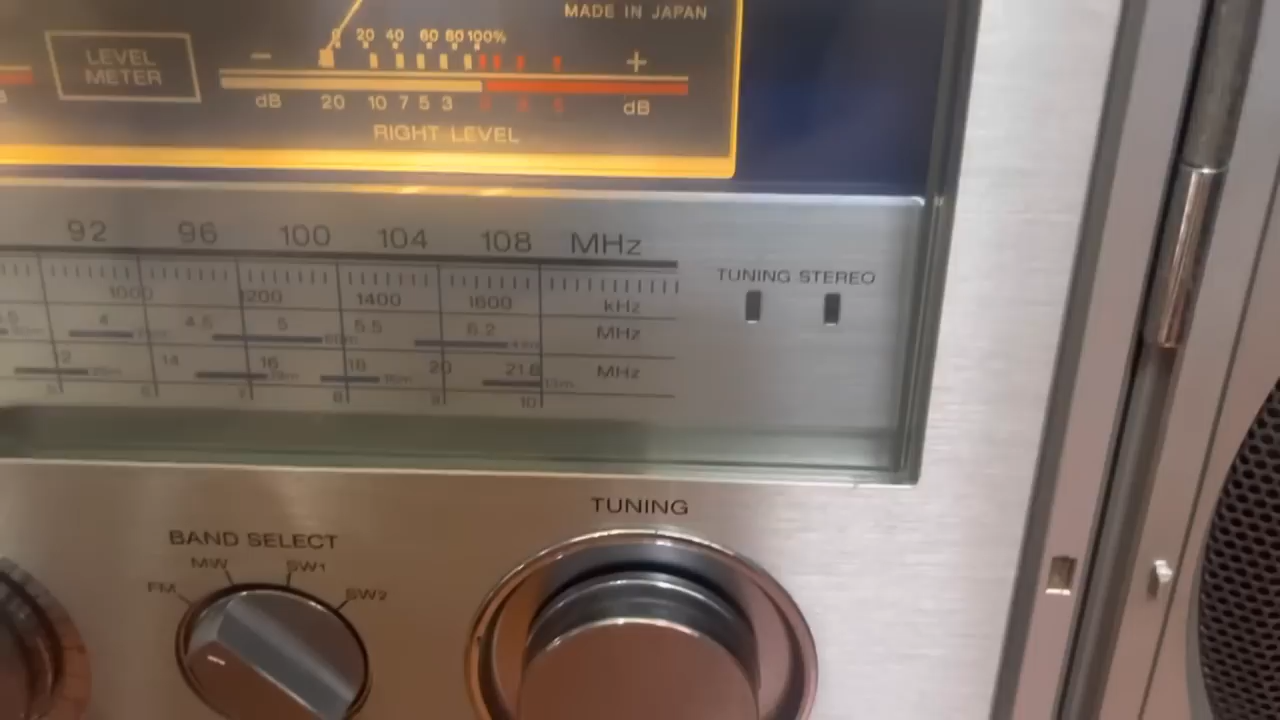 MADE IN JAPAN
LEVEL
METER
0 20 40 60 80 100%
− +
dB 20 10 7 5 3 dB
RIGHT LEVEL
92 96 100 104 108 MHz
TUNING STEREO
1000 1200 1400 1600 kHz
4 4.5 5 5.5 6.2 MHz
12 14 16 18 20 21.8 MHz
8 9 10
TUNING
BAND SELECT
FM MW SW1 SW2